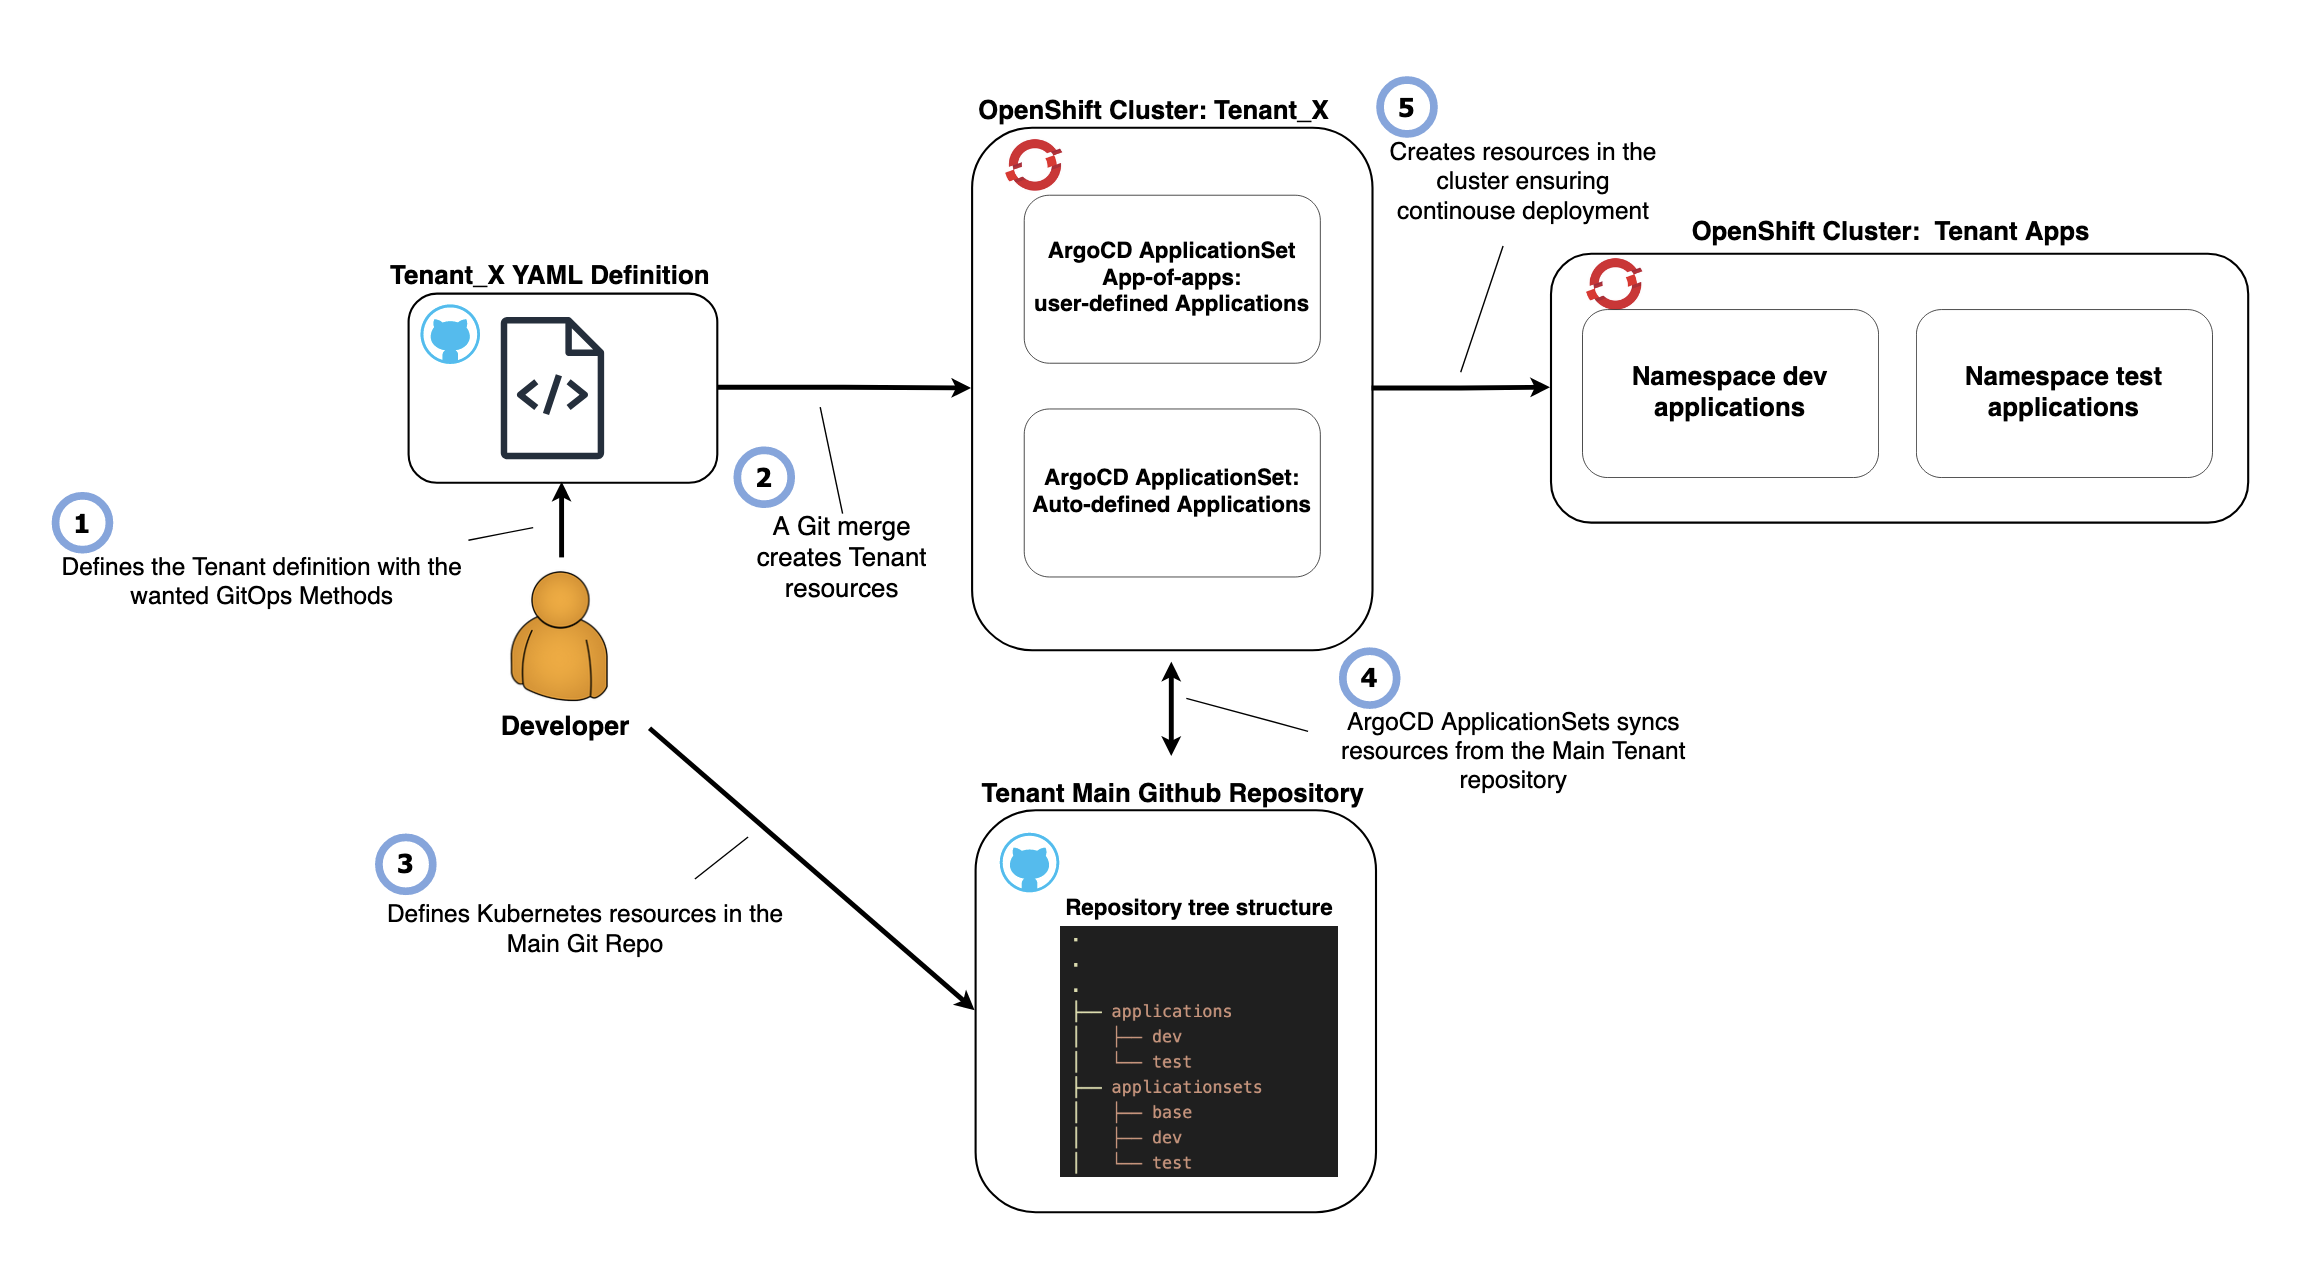 OpenShift Cluster: Tenant_X
5
Creates resources in the
cluster ensuring
continouse deployment
ArgoCD ApplicationSet
App-of-apps:
user-defined Applications
ArgoCD ApplicationSet:
Auto-defined Applications
OpenShift Cluster:  Tenant Apps
Namespace dev
applications
Namespace test
applications
Tenant_X YAML Definition
</>
1
Defines the Tenant definition with the
wanted GitOps Methods
2
A Git merge
creates Tenant
resources
Developer
3
Defines Kubernetes resources in the
Main Git Repo
4
ArgoCD ApplicationSets syncs
resources from the Main Tenant
repository
Tenant Main Github Repository
Repository tree structure
.
.
.
├── applications
│   ├── dev
│   └── test
├── applicationsets
│   ├── base
│   ├── dev
│   └── test